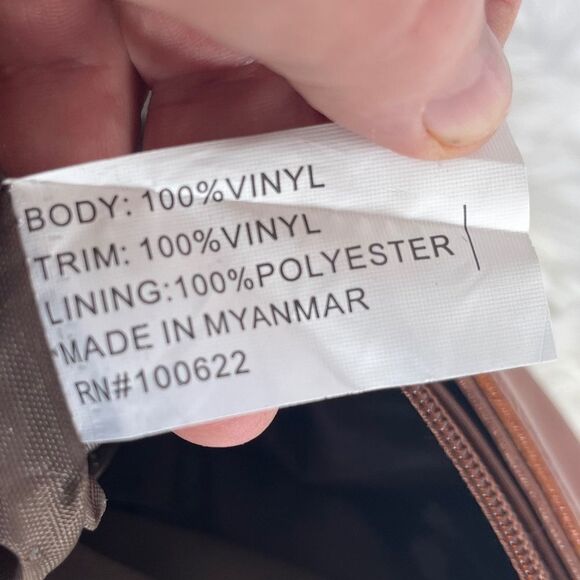 BODY: 100%VINYL
TRIM: 100%VINYL
LINING:100%POLYESTER
MADE IN MYANMAR
RN#100622